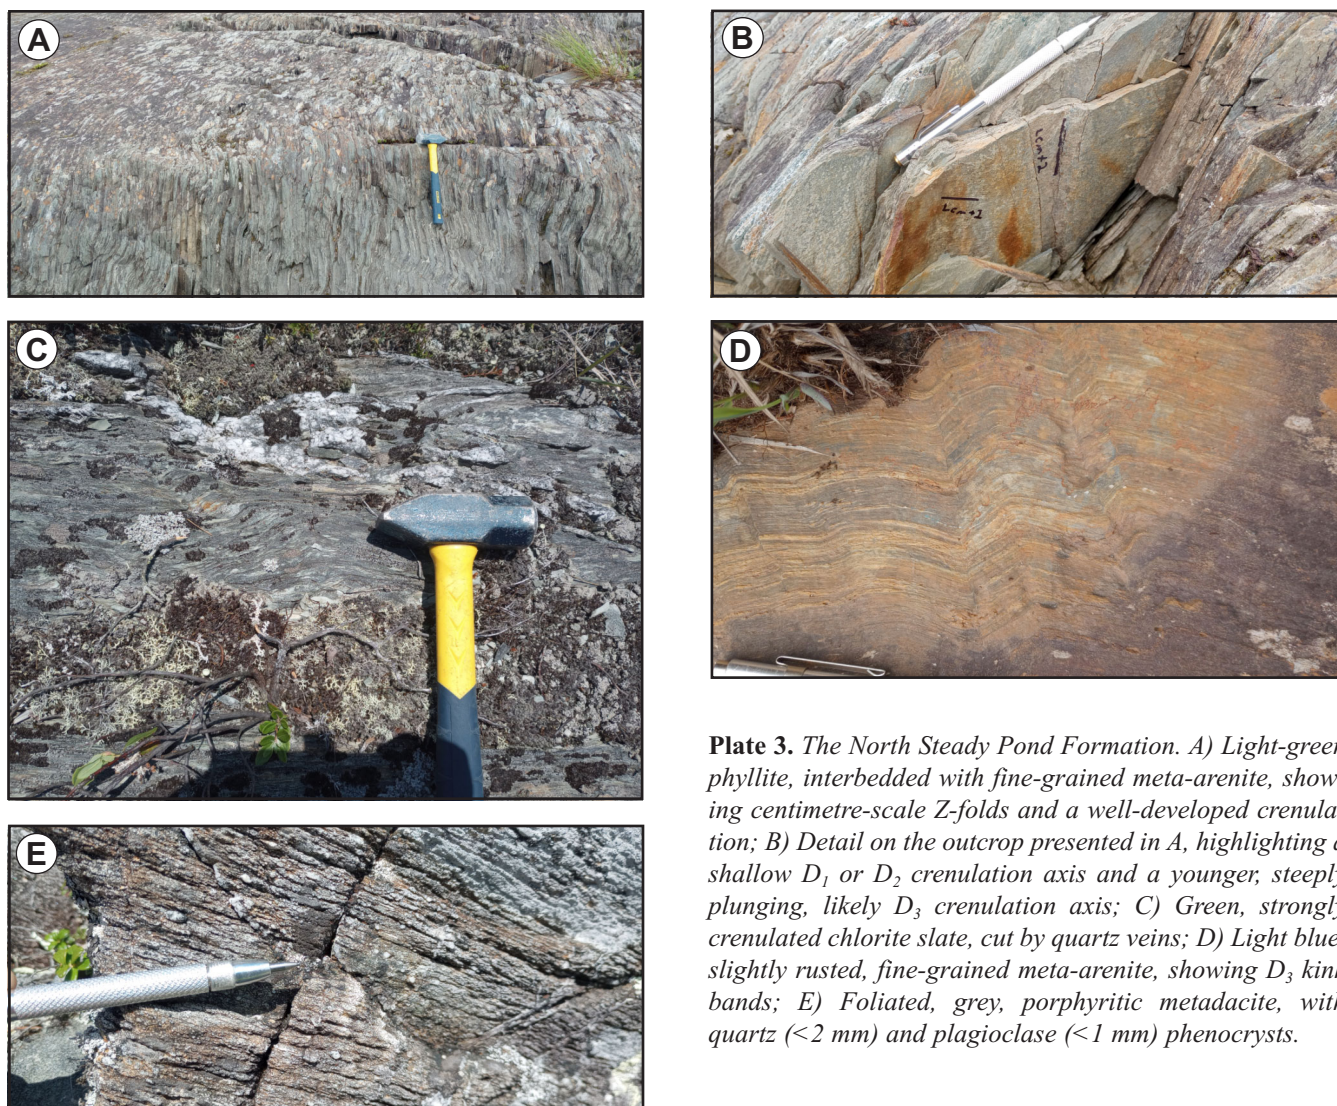 A
B
Lcm+2
Lcm+1
C
D
Plate 3. The North Steady Pond Formation. A) Light-green
phyllite, interbedded with fine-grained meta-arenite, show-
ing centimetre-scale Z-folds and a well-developed crenula-
tion; B) Detail on the outcrop presented in A, highlighting a
shallow D₁ or D₂ crenulation axis and a younger, steeply
plunging, likely D₃ crenulation axis; C) Green, strongly
crenulated chlorite slate, cut by quartz veins; D) Light blue,
slightly rusted, fine-grained meta-arenite, showing D₃ kink
bands; E) Foliated, grey, porphyritic metadacite, with
quartz (<2 mm) and plagioclase (<1 mm) phenocrysts.
E